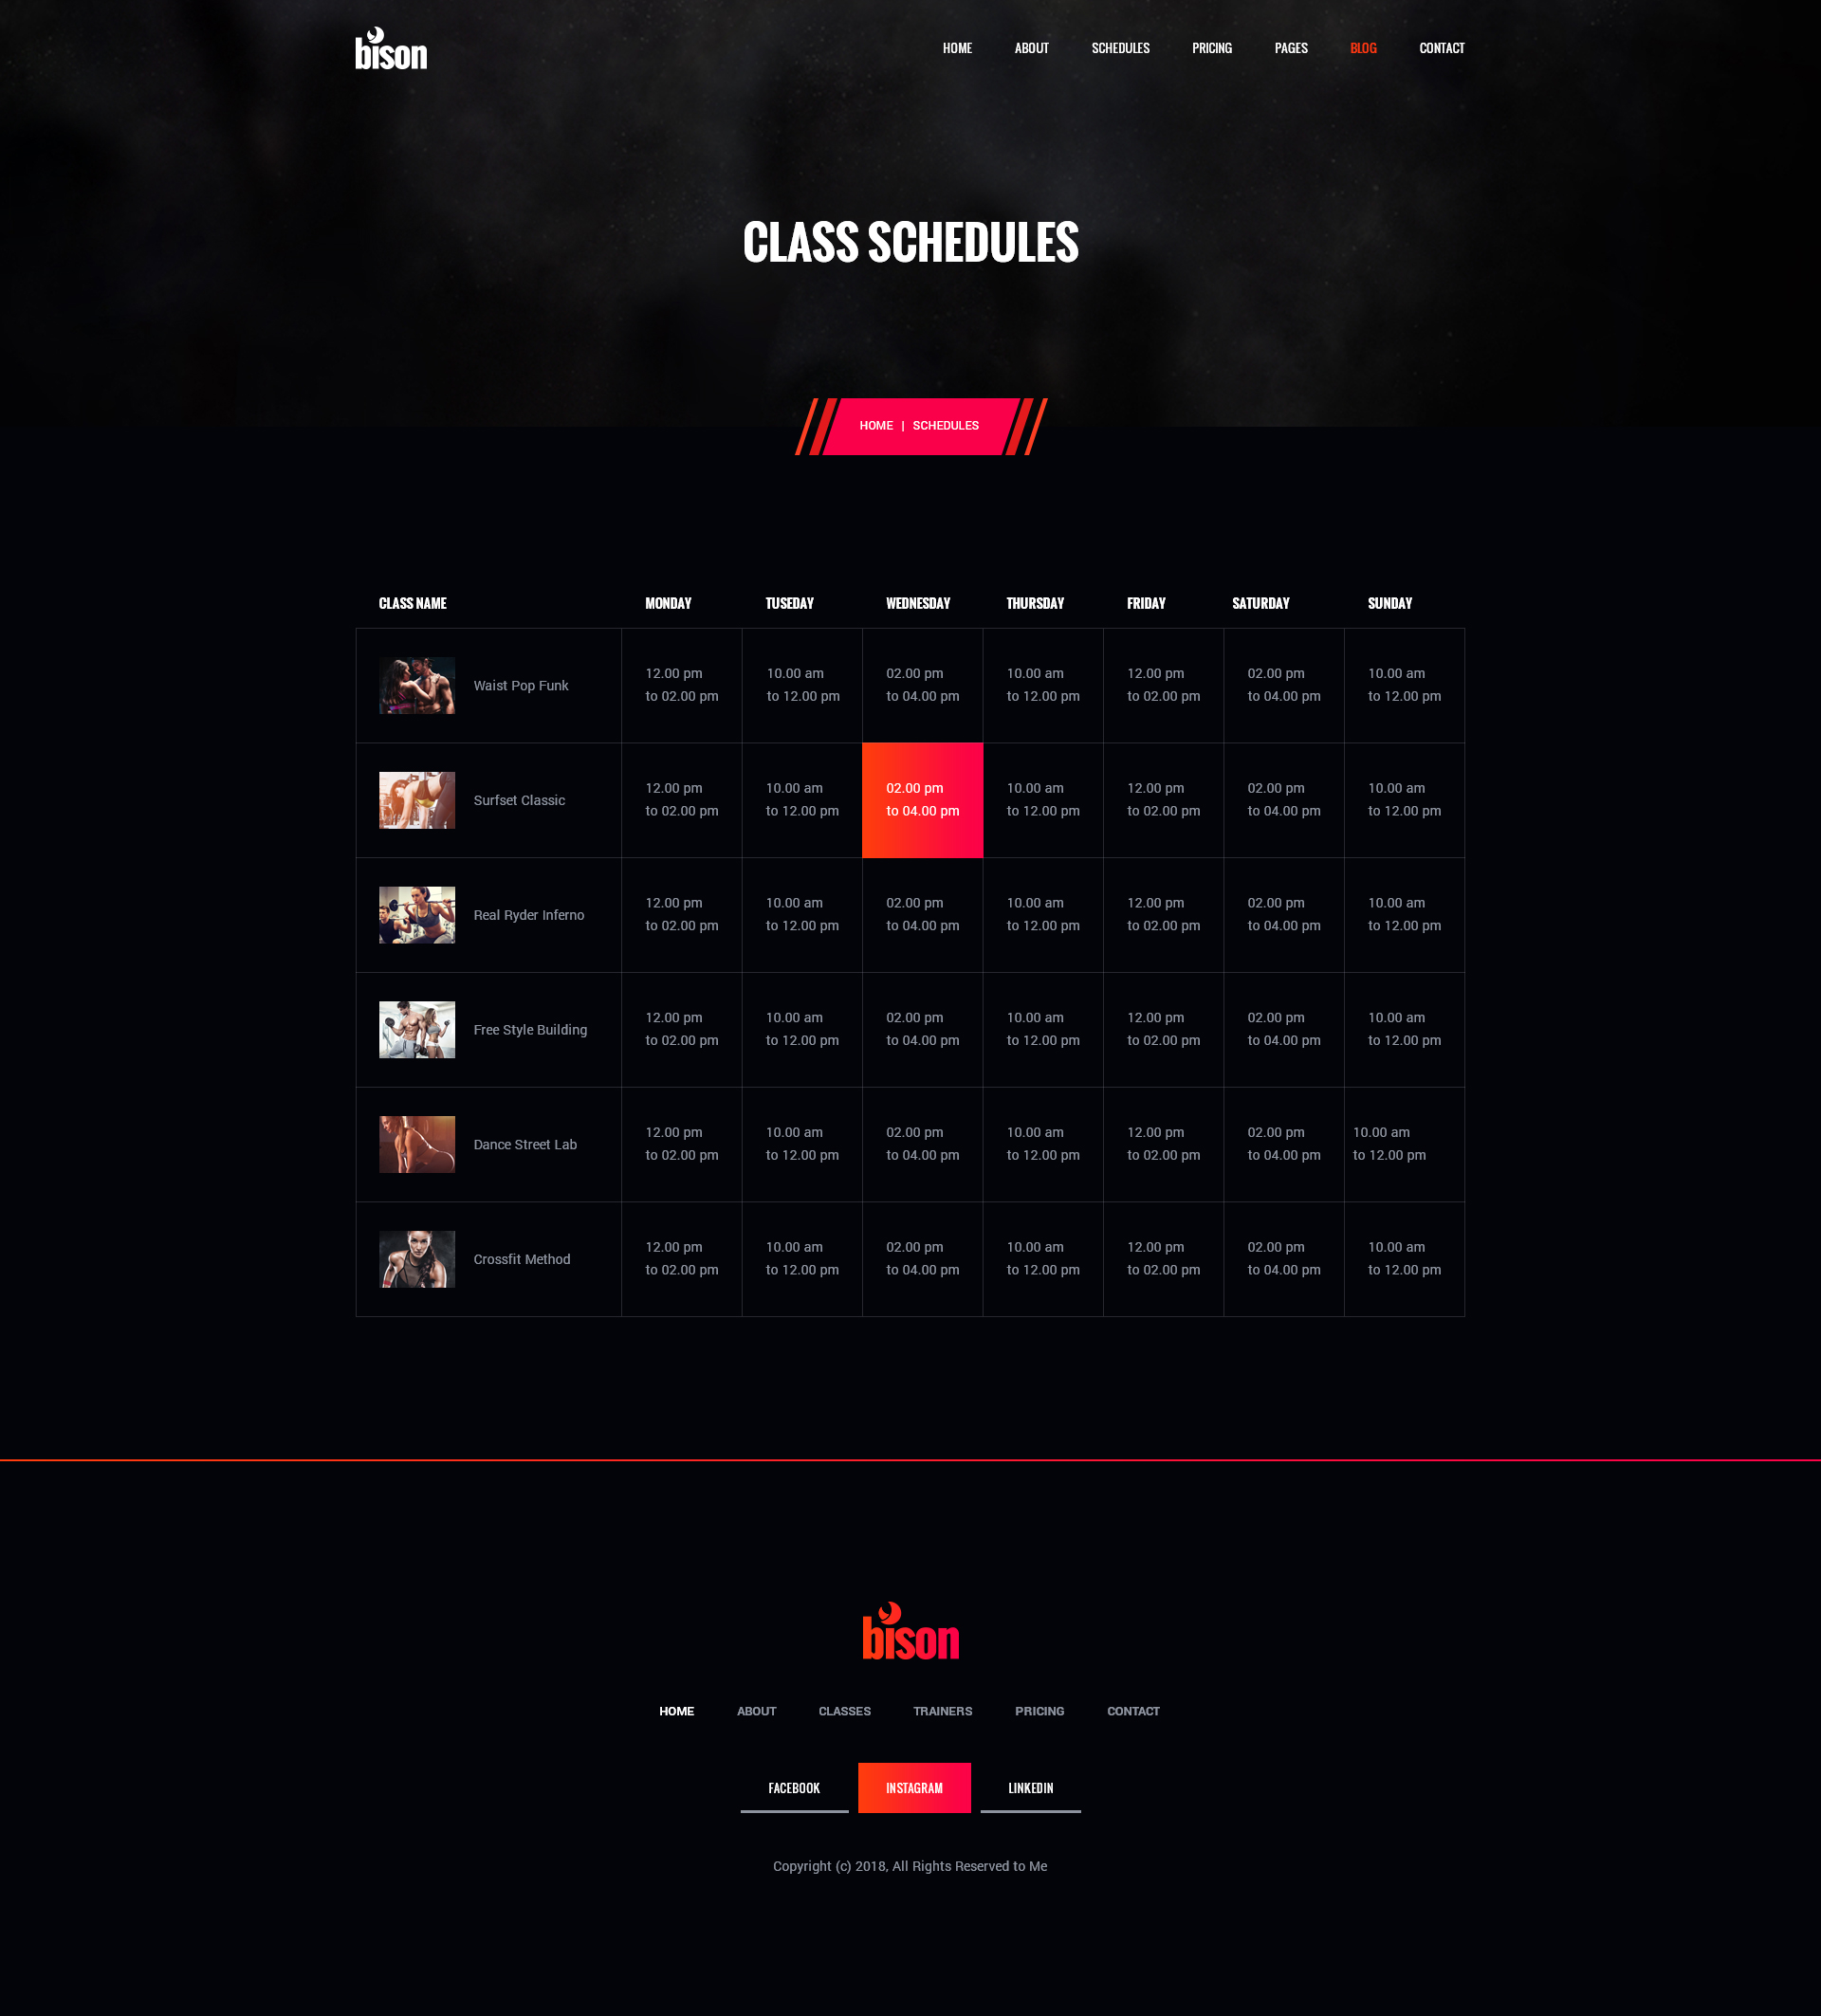 bison
HOME ABOUT SCHEDULES PRICING PAGES BLOG CONTACT
CLASS SCHEDULES
HOME | SCHEDULES
CLASS NAME MONDAY TUSEDAY WEDNESDAY THURSDAY FRIDAY SATURDAY SUNDAY
Waist Pop Funk
12.00 pm 10.00 am 02.00 pm 10.00 am 12.00 pm 02.00 pm 10.00 am
to 02.00 pm to 12.00 pm to 04.00 pm to 12.00 pm to 02.00 pm to 04.00 pm to 12.00 pm
Surfset Classic
12.00 pm 10.00 am 02.00 pm 10.00 am 12.00 pm 02.00 pm 10.00 am
to 02.00 pm to 12.00 pm to 04.00 pm to 12.00 pm to 02.00 pm to 04.00 pm to 12.00 pm
Real Ryder Inferno
12.00 pm 10.00 am 02.00 pm 10.00 am 12.00 pm 02.00 pm 10.00 am
to 02.00 pm to 12.00 pm to 04.00 pm to 12.00 pm to 02.00 pm to 04.00 pm to 12.00 pm
Free Style Building
12.00 pm 10.00 am 02.00 pm 10.00 am 12.00 pm 02.00 pm 10.00 am
to 02.00 pm to 12.00 pm to 04.00 pm to 12.00 pm to 02.00 pm to 04.00 pm to 12.00 pm
Dance Street Lab
12.00 pm 10.00 am 02.00 pm 10.00 am 12.00 pm 02.00 pm 10.00 am
to 02.00 pm to 12.00 pm to 04.00 pm to 12.00 pm to 02.00 pm to 04.00 pm to 12.00 pm
Crossfit Method
12.00 pm 10.00 am 02.00 pm 10.00 am 12.00 pm 02.00 pm 10.00 am
to 02.00 pm to 12.00 pm to 04.00 pm to 12.00 pm to 02.00 pm to 04.00 pm to 12.00 pm
bison
HOME ABOUT CLASSES TRAINERS PRICING CONTACT
FACEBOOK INSTAGRAM LINKEDIN
Copyright (c) 2018, All Rights Reserved to Me